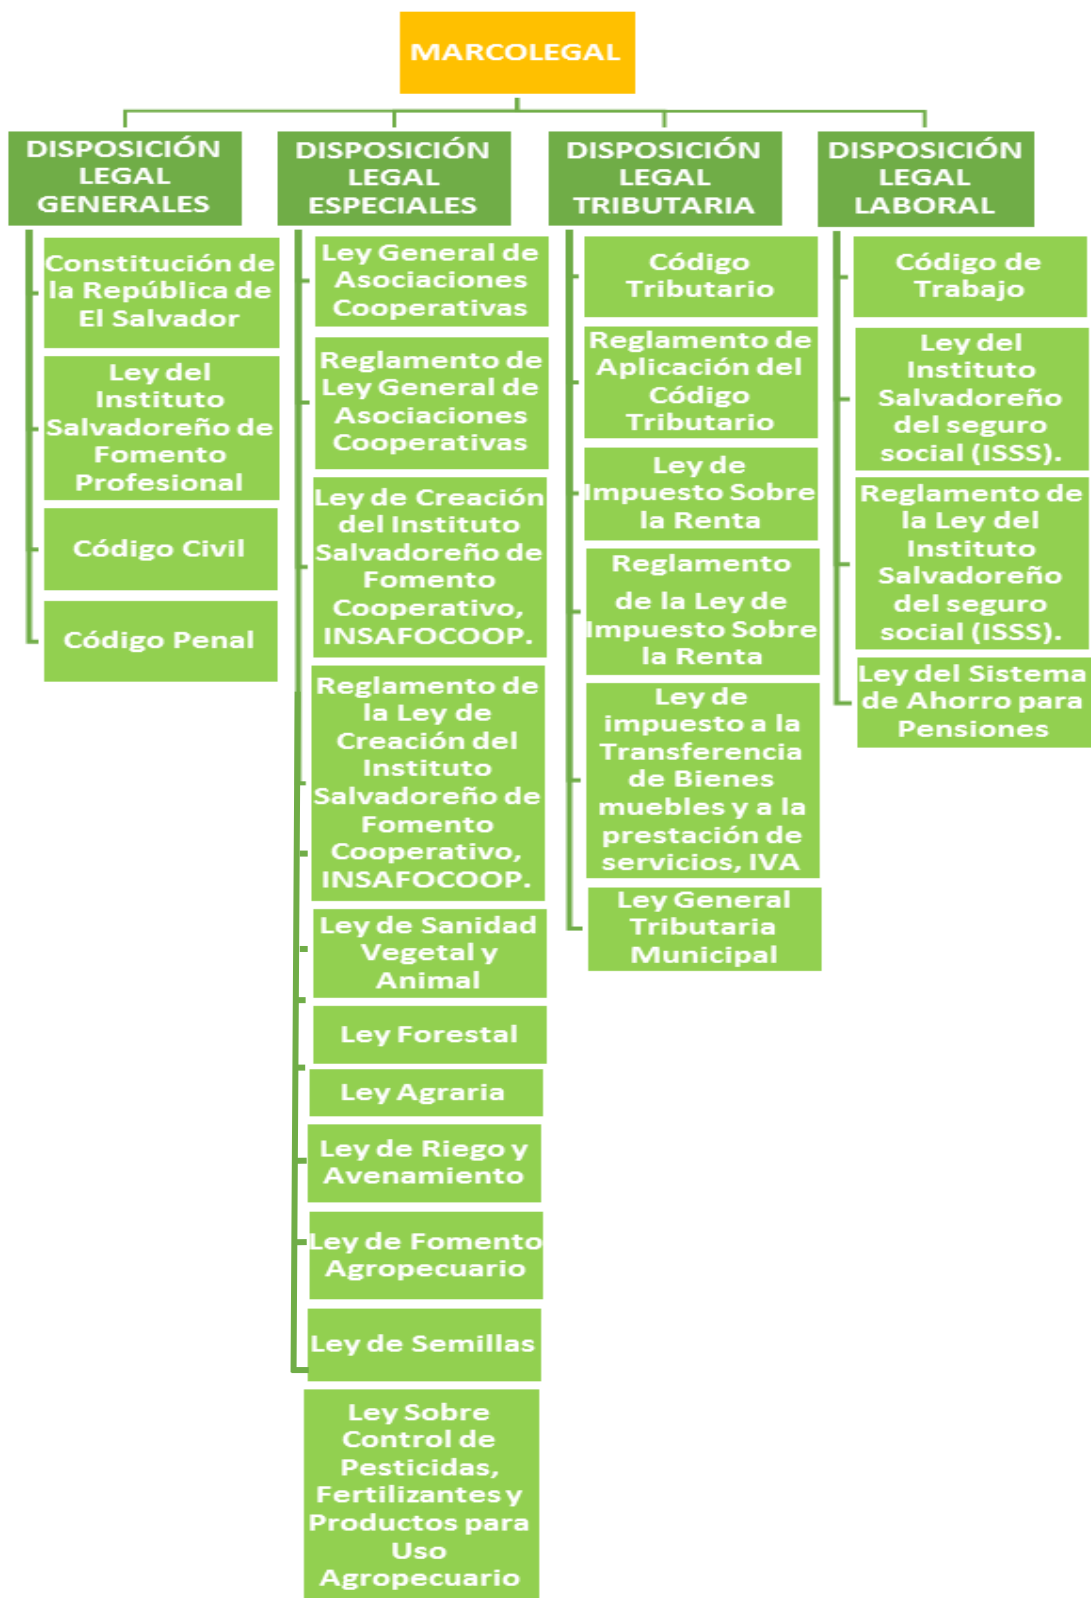 MARCOLEGAL
DISPOSICIÓN
LEGAL
GENERALES
Constitución de
la República de
El Salvador
Ley del
Instituto
Salvadoreño de
Fomento
Profesional
Código Civil
Código Penal
DISPOSICIÓN
LEGAL
ESPECIALES
Ley General de
Asociaciones
Cooperativas
Reglamento de
Ley General de
Asociaciones
Cooperativas
Ley de Creación
del Instituto
Salvadoreño de
Fomento
Cooperativo,
INSAFOCOOP.
Reglamento de
la Ley de
Creación del
Instituto
Salvadoreño de
Fomento
Cooperativo,
INSAFOCOOP.
Ley de Sanidad
Vegetal y
Animal
Ley Forestal
Ley Agraria
Ley de Riego y
Avenamiento
Ley de Fomento
Agropecuario
Ley de Semillas
Ley Sobre
Control de
Pesticidas,
Fertilizantes y
Productos para
Uso
Agropecuario
DISPOSICIÓN
LEGAL
TRIBUTARIA
Código
Tributario
Reglamento de
Aplicación del
Código
Tributario
Ley de
Impuesto Sobre
la Renta
Reglamento
de la Ley de
Impuesto Sobre
la Renta
Ley de
impuesto a la
Transferencia
de Bienes
muebles y a la
prestación de
servicios, IVA
Ley General
Tributaria
Municipal
DISPOSICIÓN
LEGAL
LABORAL
Código de
Trabajo
Ley del
Instituto
Salvadoreño
del seguro
social (ISSS).
Reglamento de
la Ley del
Instituto
Salvadoreño
del seguro
social (ISSS).
Ley del Sistema
de Ahorro para
Pensiones